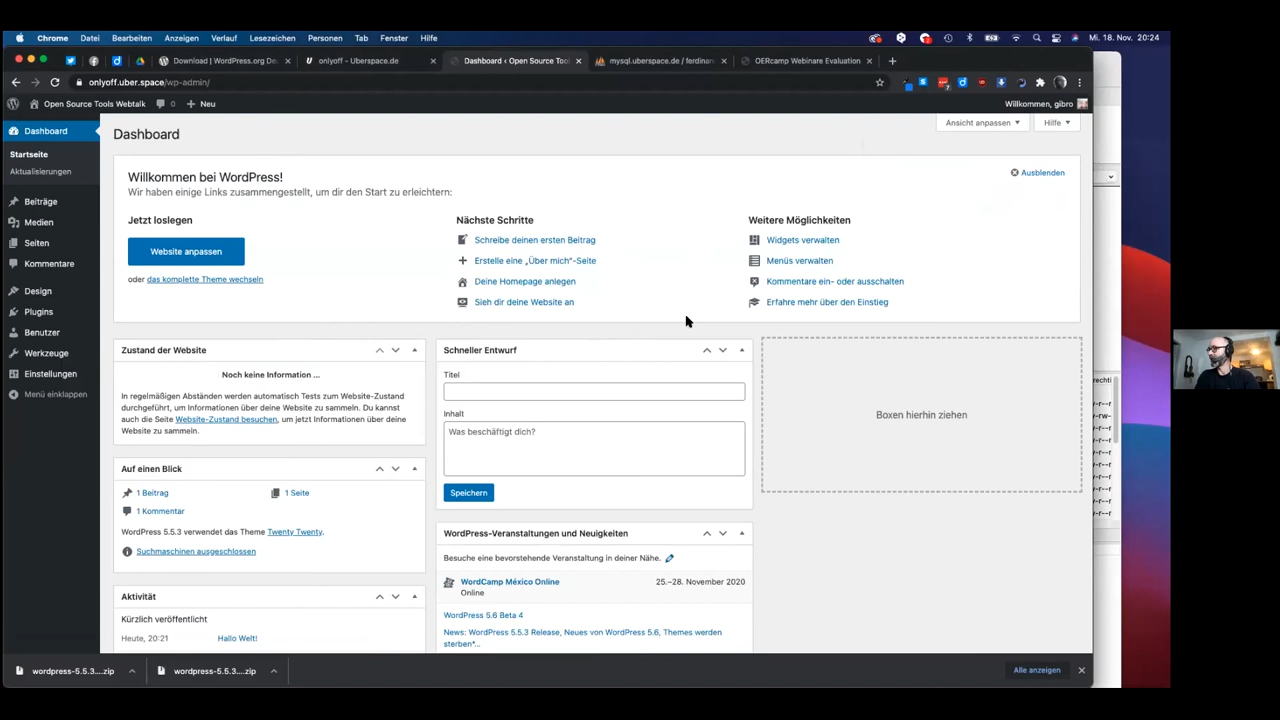 Chrome Datei Bearbeiten Anzeigen Verlauf Lesezeichen Personen Tab Fenster Hilfe Mi. 18. Nov. 20:24
Download | WordPress.org De onlyoff - Uberspace.de Dashboard ‹ Open Source Tool mysql.uberspace.de / ferdinan OERcamp Webinare Evaluation
onlyoff.uber.space/wp-admin/
Open Source Tools Webtalk 0 Neu Willkommen, gibro
Dashboard
Startseite
Aktualisierungen
Beiträge
Medien
Seiten
Kommentare
Design
Plugins
Benutzer
Werkzeuge
Einstellungen
Menü einklappen
Dashboard
Ansicht anpassen Hilfe
Willkommen bei WordPress!
Wir haben einige Links zusammengestellt, um dir den Start zu erleichtern:
Ausblenden
Jetzt loslegen
Website anpassen
oder das komplette Theme wechseln
Nächste Schritte
Schreibe deinen ersten Beitrag
Erstelle eine „Über mich“-Seite
Deine Homepage anlegen
Sieh dir deine Website an
Weitere Möglichkeiten
Widgets verwalten
Menüs verwalten
Kommentare ein- oder ausschalten
Erfahre mehr über den Einstieg
Zustand der Website
Noch keine Information ...
In regelmäßigen Abständen werden automatisch Tests zum Website-Zustand
durchgeführt, um Informationen über deine Website zu sammeln. Du kannst
auch die Seite Website-Zustand besuchen, um jetzt Informationen über deine
Website zu sammeln.
Auf einen Blick
1 Beitrag 1 Seite
1 Kommentar
WordPress 5.5.3 verwendet das Theme Twenty Twenty.
Suchmaschinen ausgeschlossen
Aktivität
Kürzlich veröffentlicht
Heute, 20:21 Hallo Welt!
Schneller Entwurf
Titel
Inhalt
Was beschäftigt dich?
Speichern
WordPress-Veranstaltungen und Neuigkeiten
Besuche eine bevorstehende Veranstaltung in deiner Nähe.
WordCamp México Online 25.–28. November 2020
Online
WordPress 5.6 Beta 4
News: WordPress 5.5.3 Release, Neues von WordPress 5.6, Themes werden
sterben“...
Boxen hierhin ziehen
wordpress-5.5.3....zip wordpress-5.5.3....zip Alle anzeigen
rechti
-r--r
-rw-
-r--r
-r--r
-r--r
-r--r
-r--r
-r--r
-r--r